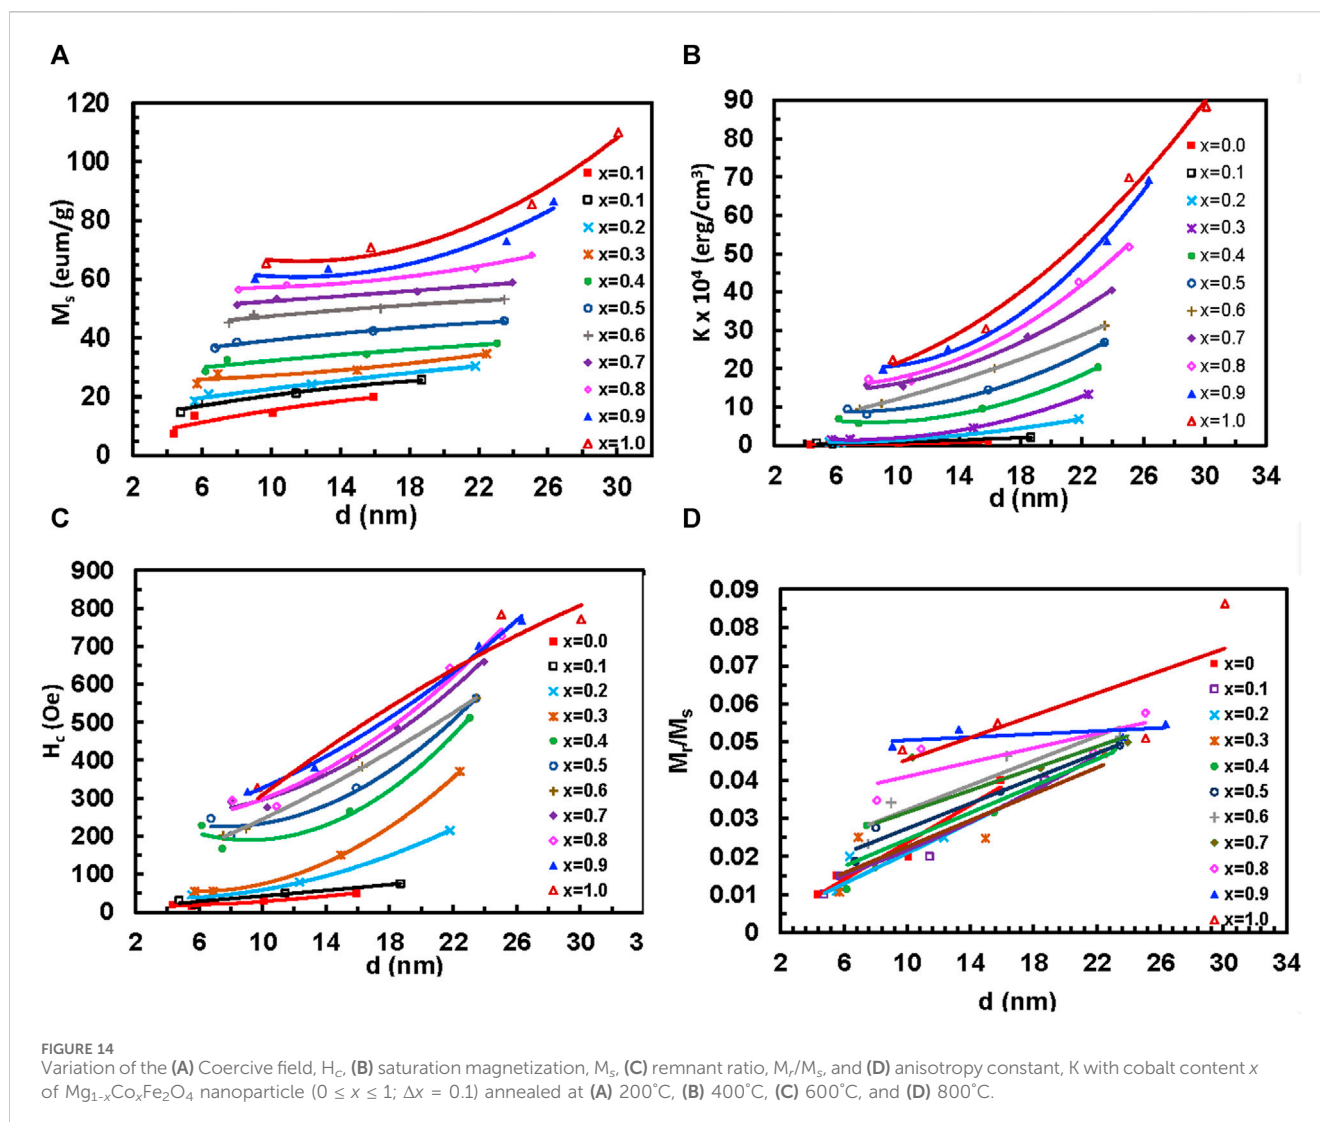 A
M_s (eum/g)
120
100
80
60
40
20
0
2 6 10 14 18 22 26 30
d (nm)
x=0.1
x=0.1
x=0.2
x=0.3
x=0.4
x=0.5
x=0.6
x=0.7
x=0.8
x=0.9
x=1.0
B
K x 10⁴ (erg/cm³)
90
80
70
60
50
40
30
20
10
0
2 6 10 14 18 22 26 30 34
d (nm)
x=0.0
x=0.1
x=0.2
x=0.3
x=0.4
x=0.5
x=0.6
x=0.7
x=0.8
x=0.9
x=1.0
C
H_c (Oe)
900
800
700
600
500
400
300
200
100
0
2 6 10 14 18 22 26 30 3
d (nm)
x=0.0
x=0.1
x=0.2
x=0.3
x=0.4
x=0.5
x=0.6
x=0.7
x=0.8
x=0.9
x=1.0
D
M_r/M_s
0.09
0.08
0.07
0.06
0.05
0.04
0.03
0.02
0.01
0
2 6 10 14 18 22 26 30 34
d (nm)
x=0
x=0.1
x=0.2
x=0.3
x=0.4
x=0.5
x=0.6
x=0.7
x=0.8
x=0.9
x=1.0
FIGURE 14
Variation of the (A) Coercive field, H_c, (B) saturation magnetization, M_s, (C) remnant ratio, M_r/M_s, and (D) anisotropy constant, K with cobalt content x
of Mg₁₋ₓCoₓFe₂O₄ nanoparticle (0 ≤ x ≤ 1; Δx = 0.1) annealed at (A) 200°C, (B) 400°C, (C) 600°C, and (D) 800°C.